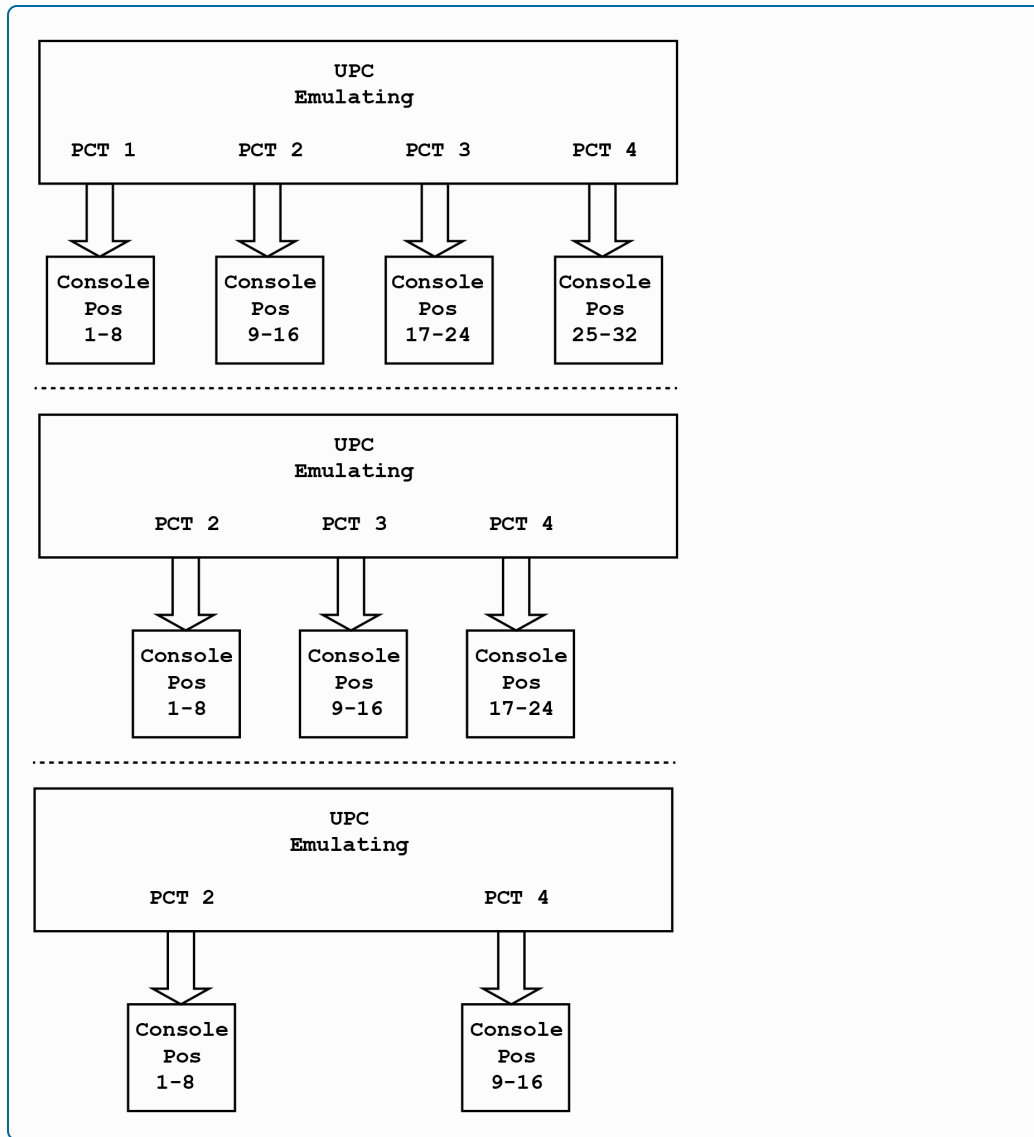 UPC
Emulating
PCT 1 PCT 2 PCT 3 PCT 4
Console Console Console Console
Pos Pos Pos Pos
1-8 9-16 17-24 25-32
UPC
Emulating
PCT 2 PCT 3 PCT 4
Console Console Console
Pos Pos Pos
1-8 9-16 17-24
UPC
Emulating
PCT 2 PCT 4
Console Console
Pos Pos
1-8 9-16